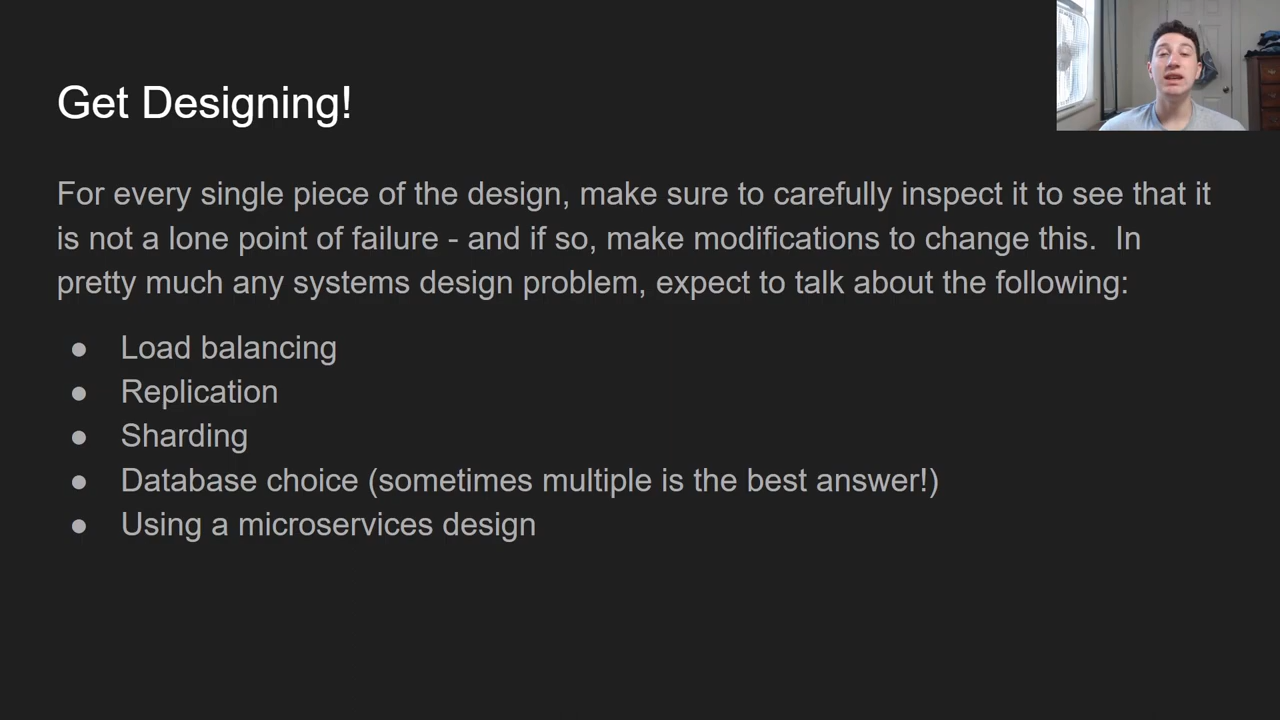 Get Designing!
For every single piece of the design, make sure to carefully inspect it to see that it
is not a lone point of failure - and if so, make modifications to change this.  In
pretty much any systems design problem, expect to talk about the following:
● Load balancing
● Replication
● Sharding
● Database choice (sometimes multiple is the best answer!)
● Using a microservices design